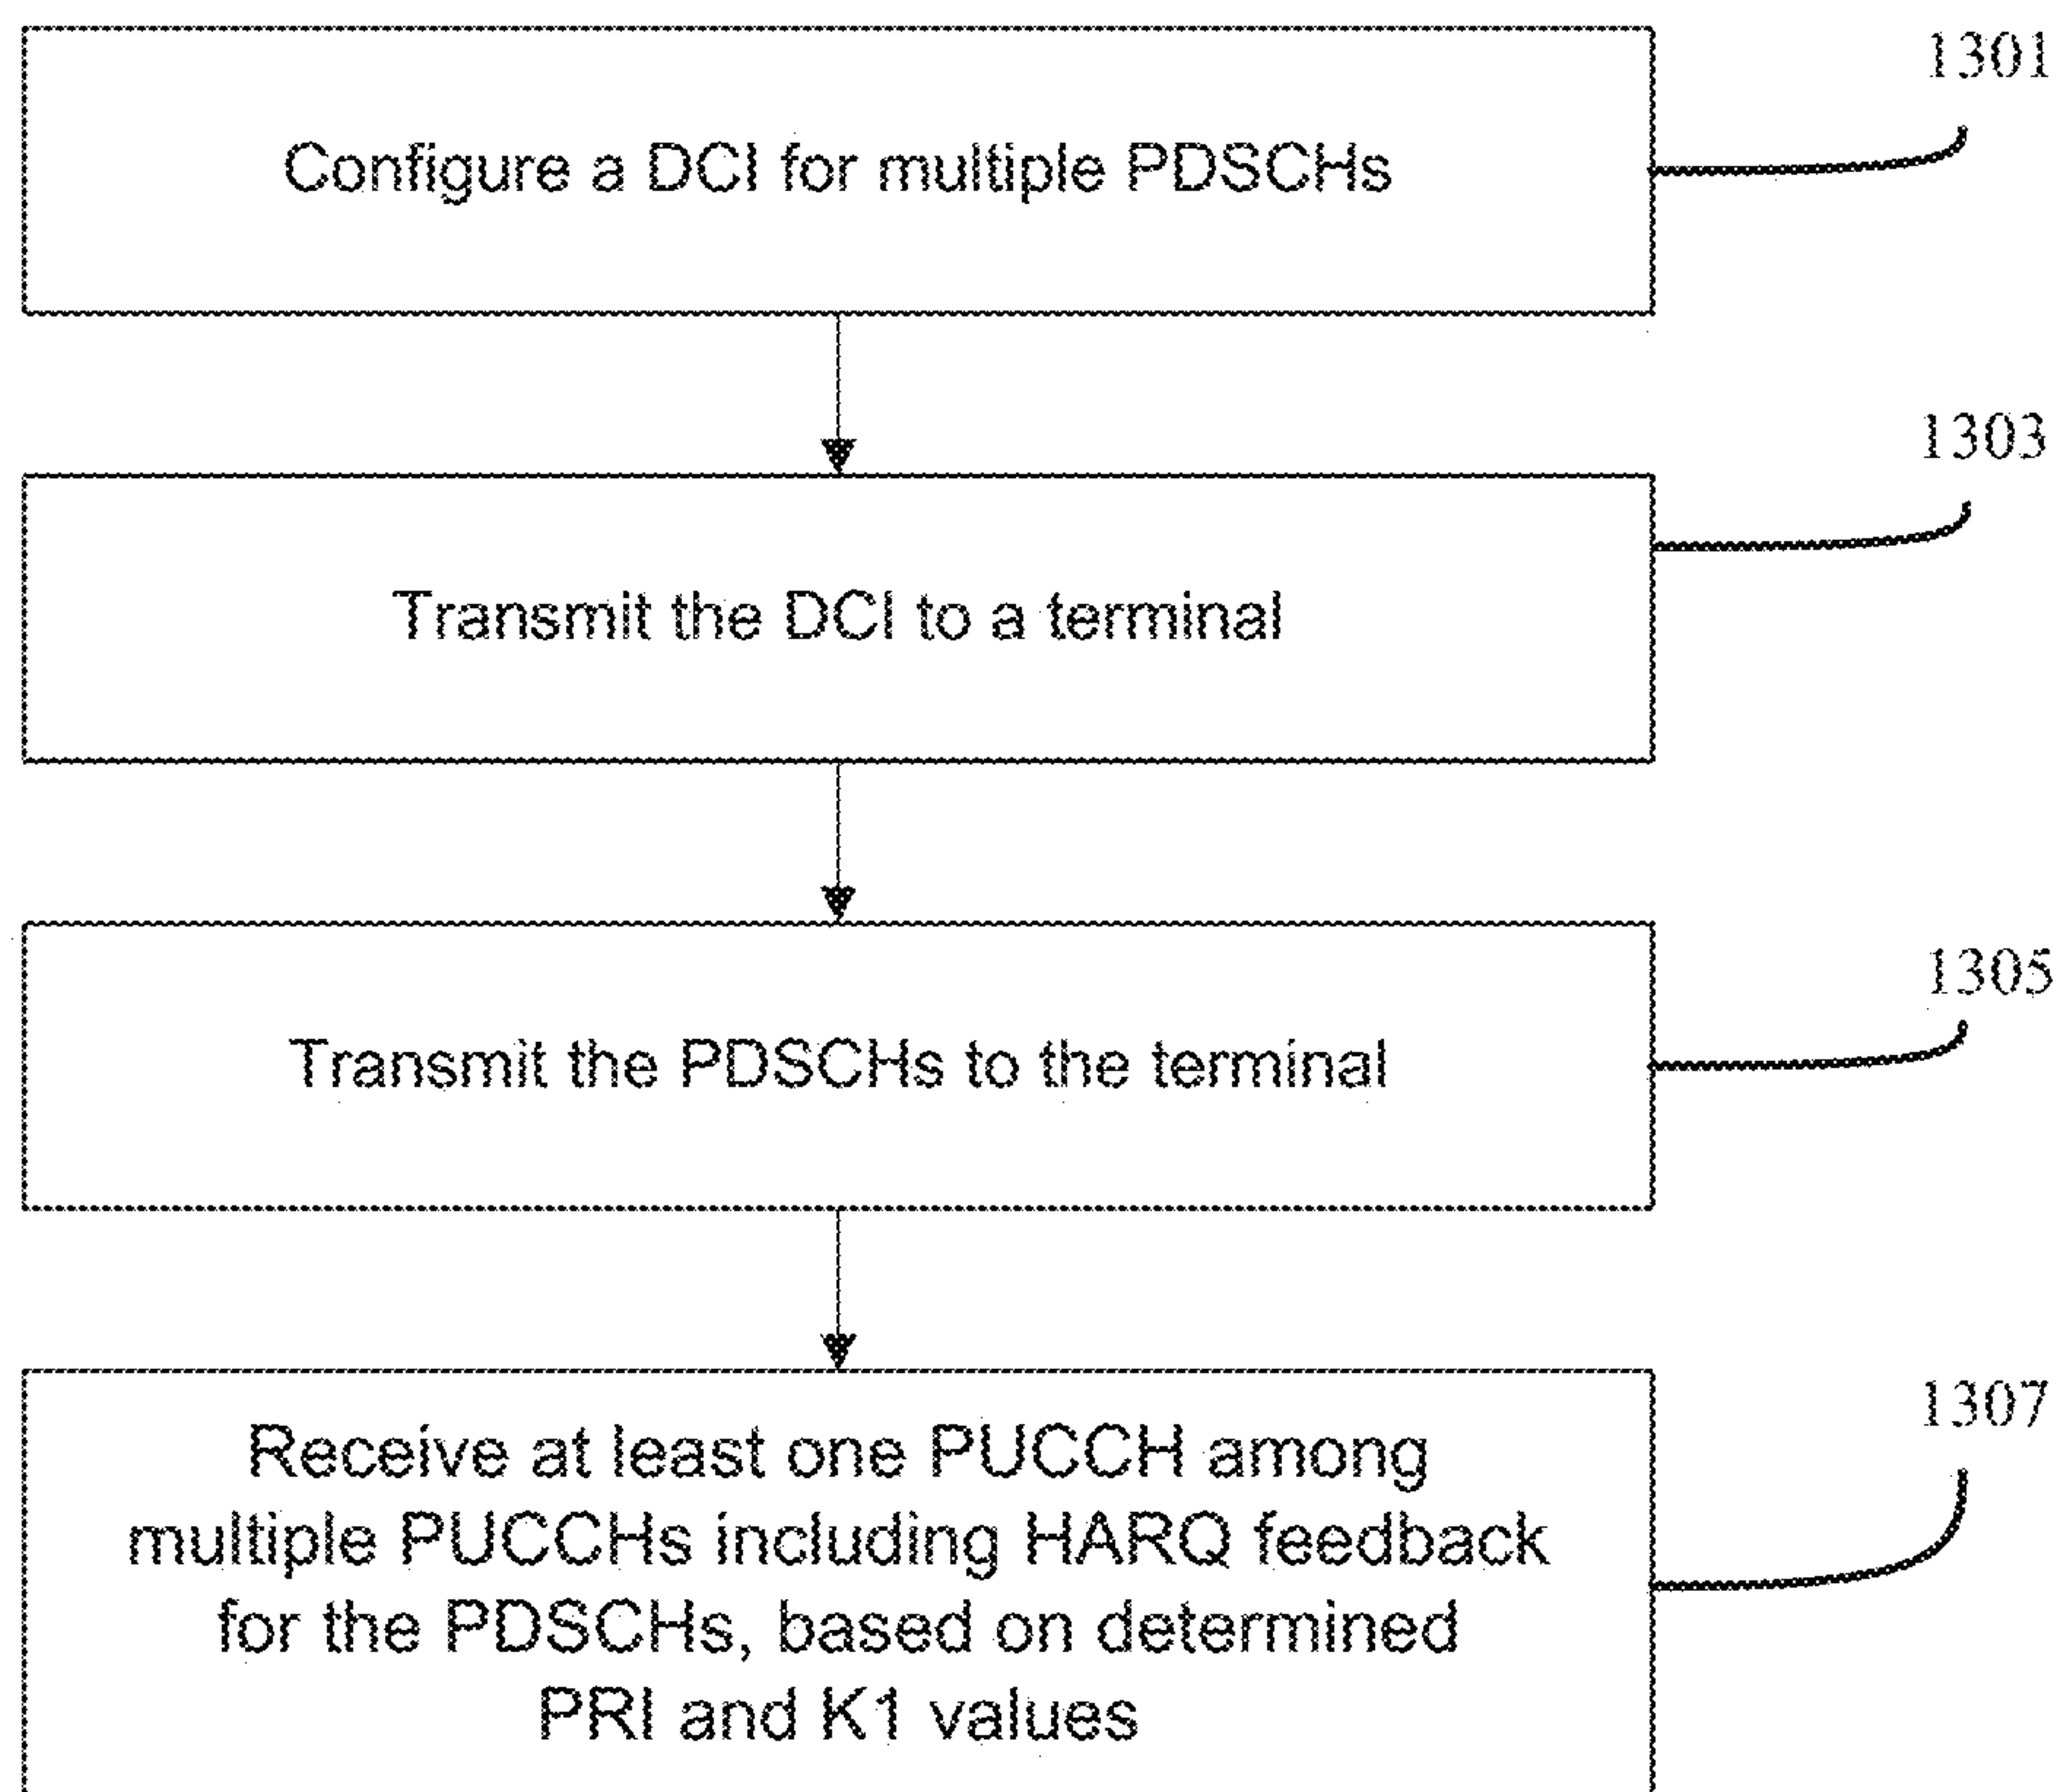 1301
Configure a DCI for multiple PDSCHs
1303
Transmit the DCI to a terminal
1305
Transmit the PDSCHs to the terminal
1307
Receive at least one PUCCH among
multiple PUCCHs including HARQ feedback
for the PDSCHs, based on determined
PRI and K1 values